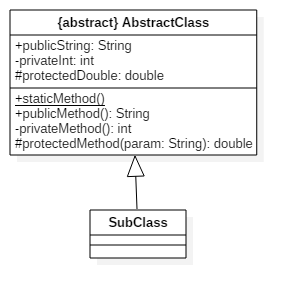 {abstract} AbstractClass
+publicString: String
-privateInt: int
#protectedDouble: double
+staticMethod()
+publicMethod(): String
-privateMethod(): int
#protectedMethod(param: String): double
SubClass